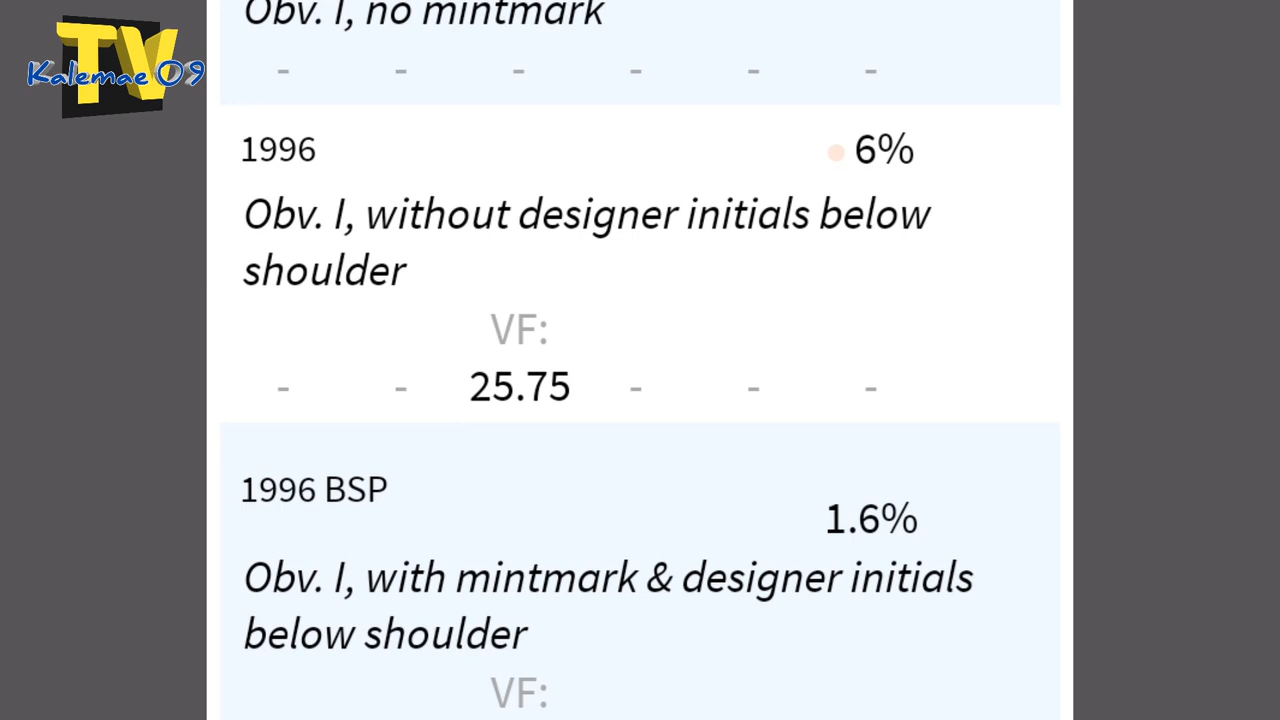 Obv. I, no mintmark
- - - - - -
TV
Kalemae 09
1996
6%
Obv. I, without designer initials below
shoulder
VF:
- - 25.75 - - -
1996 BSP
1.6%
Obv. I, with mintmark & designer initials
below shoulder
VF: